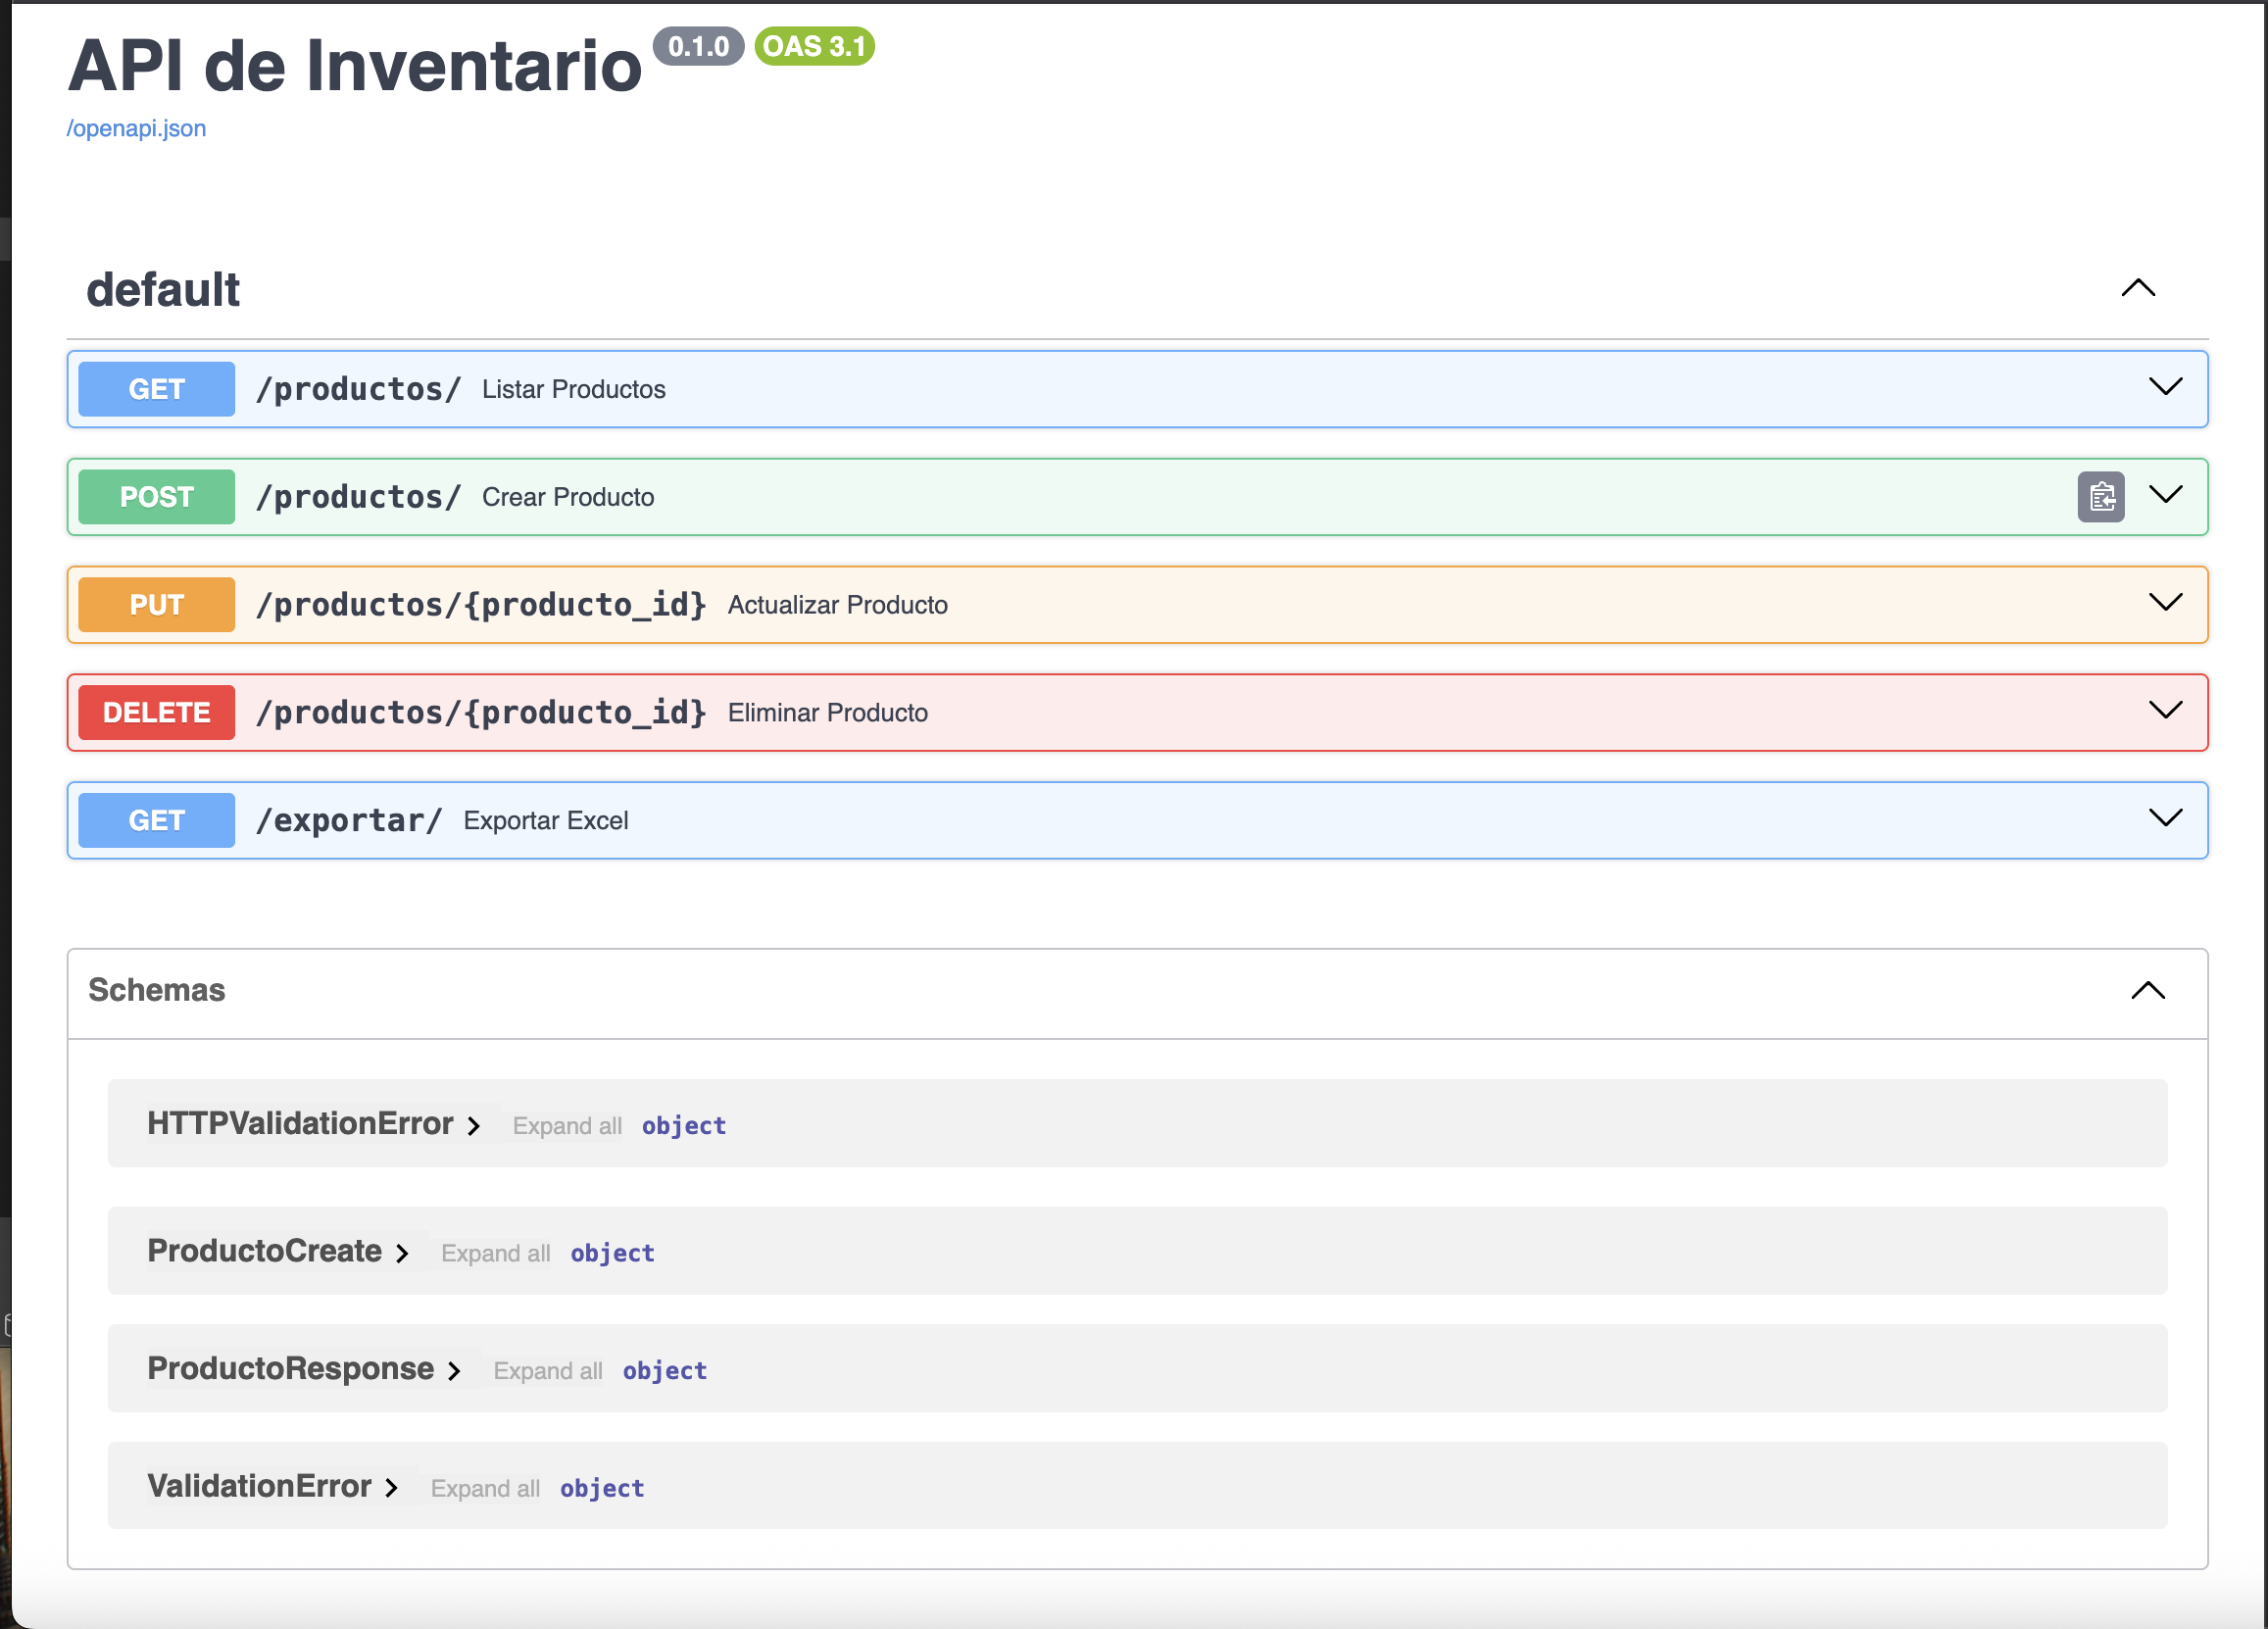 API de Inventario 0.1.0 OAS 3.1
/openapi.json
default
GET /productos/ Listar Productos
POST /productos/ Crear Producto
PUT /productos/{producto_id} Actualizar Producto
DELETE /productos/{producto_id} Eliminar Producto
GET /exportar/ Exportar Excel
Schemas
HTTPValidationError Expand all object
ProductoCreate Expand all object
ProductoResponse Expand all object
ValidationError Expand all object